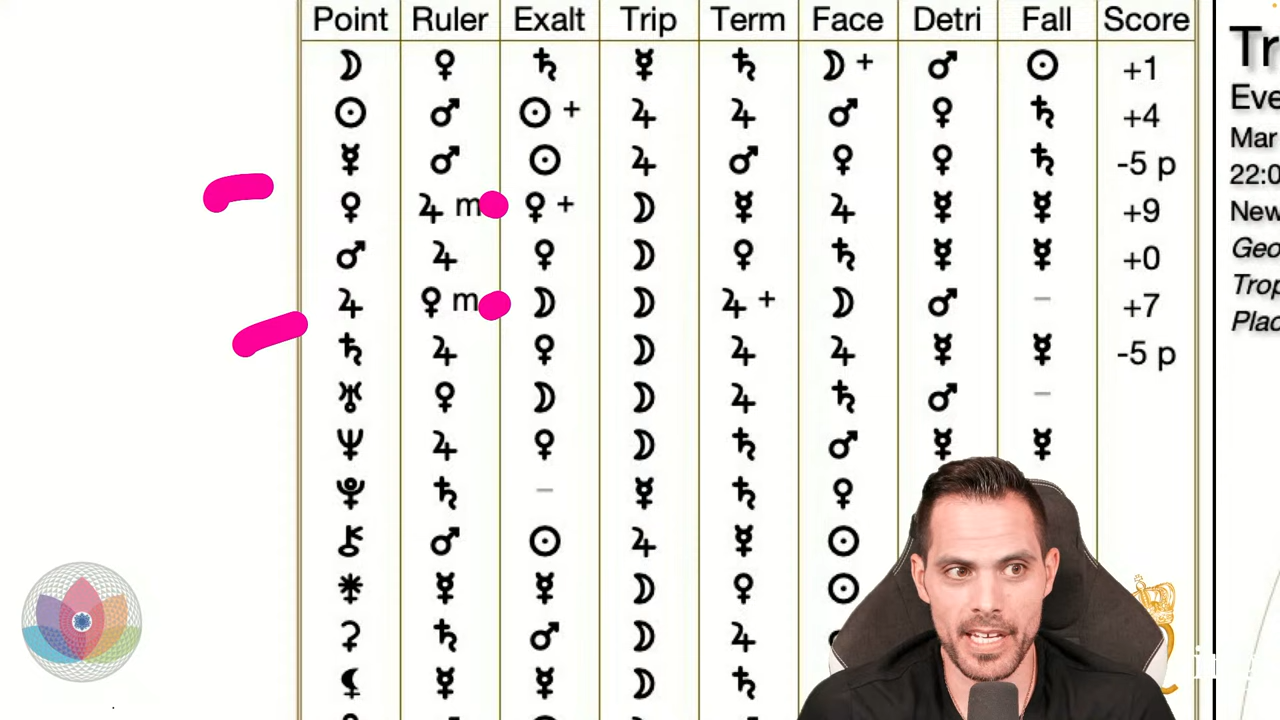 Point Ruler Exalt Trip Term Face Detri Fall Score
☽ ♀ ♄ ☿ ♄ ☽ + ♂ ☉ +1
☉ ♂ ☉ + ♃ ♃ ♂ ♀ ♄ +4
☿ ♂ ☉ ♃ ♂ ♀ ♀ ♄ -5 p
♀ ♃ m ♀ + ☽ ☿ ♃ ☿ ☿ +9
♂ ♃ ♀ ☽ ♀ ♄ ☿ ☿ +0
♃ ♀ m ☽ ☽ ♃ + ☽ ♂ – +7
♄ ♃ ♀ ☽ ♃ ♃ ☿ ☿ -5 p
♅ ♀ ☽ ☽ ♃ ♄ ♂ –
♆ ♃ ♀ ☽ ♄ ♂ ☿ ☿
♇ ♄ – ☿ ♄ ♀
⚷ ♂ ☉ ♃ ☿ ☉
⚵ ☿ ☿ ☽ ♀ ☉
⚳ ♄ ♂ ☽ ♃
⚸ ☿ ☿ ☽ ♄
Tr
Eve
Mar
22:0
New
Geo
Trop
Plac